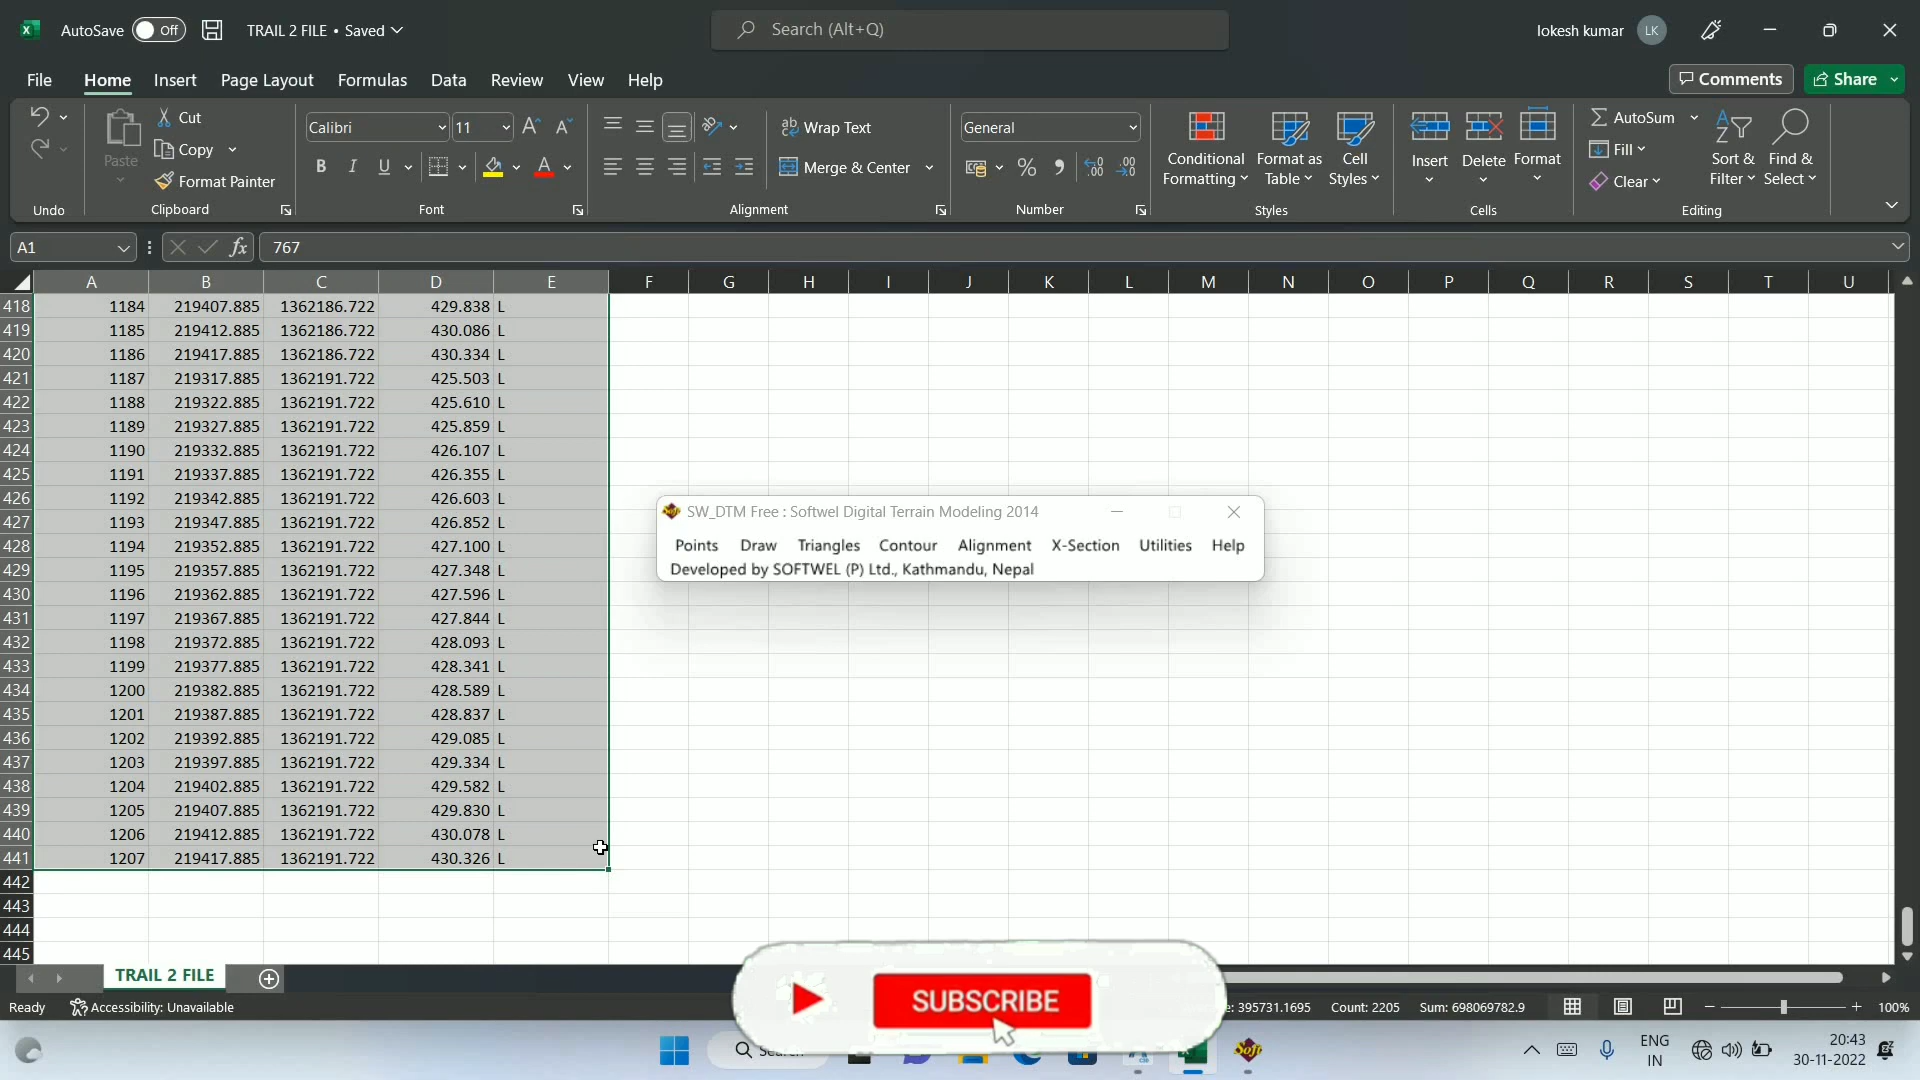 AutoSave Off TRAIL 2 FILE • Saved Search (Alt+Q) lokesh kumar LK
File Home Insert Page Layout Formulas Data Review View Help Comments Share
Paste Cut Copy Format Painter Calibri 11 Wrap Text Merge & Center General Conditional Formatting Format as Table Cell Styles Insert Delete Format AutoSum Fill Clear Sort & Filter Find & Select
Undo Clipboard Font Alignment Number Styles Cells Editing
A1 fx 767
A B C D E F G H I J K L M N O P Q R S T U
418 1184 219407.885 1362186.722 429.838 L
419 1185 219412.885 1362186.722 430.086 L
420 1186 219417.885 1362186.722 430.334 L
421 1187 219317.885 1362191.722 425.503 L
422 1188 219322.885 1362191.722 425.610 L
423 1189 219327.885 1362191.722 425.859 L
424 1190 219332.885 1362191.722 426.107 L
425 1191 219337.885 1362191.722 426.355 L
426 1192 219342.885 1362191.722 426.603 L
427 1193 219347.885 1362191.722 426.852 L
428 1194 219352.885 1362191.722 427.100 L
429 1195 219357.885 1362191.722 427.348 L
430 1196 219362.885 1362191.722 427.596 L
431 1197 219367.885 1362191.722 427.844 L
432 1198 219372.885 1362191.722 428.093 L
433 1199 219377.885 1362191.722 428.341 L
434 1200 219382.885 1362191.722 428.589 L
435 1201 219387.885 1362191.722 428.837 L
436 1202 219392.885 1362191.722 429.085 L
437 1203 219397.885 1362191.722 429.334 L
438 1204 219402.885 1362191.722 429.582 L
439 1205 219407.885 1362191.722 429.830 L
440 1206 219412.885 1362191.722 430.078 L
441 1207 219417.885 1362191.722 430.326 L
442
443
444
445
SW_DTM Free : Softwel Digital Terrain Modeling 2014
Points Draw Triangles Contour Alignment X-Section Utilities Help
Developed by SOFTWEL (P) Ltd., Kathmandu, Nepal
TRAIL 2 FILE
SUBSCRIBE
Ready Accessibility: Unavailable e: 395731.1695 Count: 2205 Sum: 698069782.9 100%
Soft ENG IN 20:43 30-11-2022